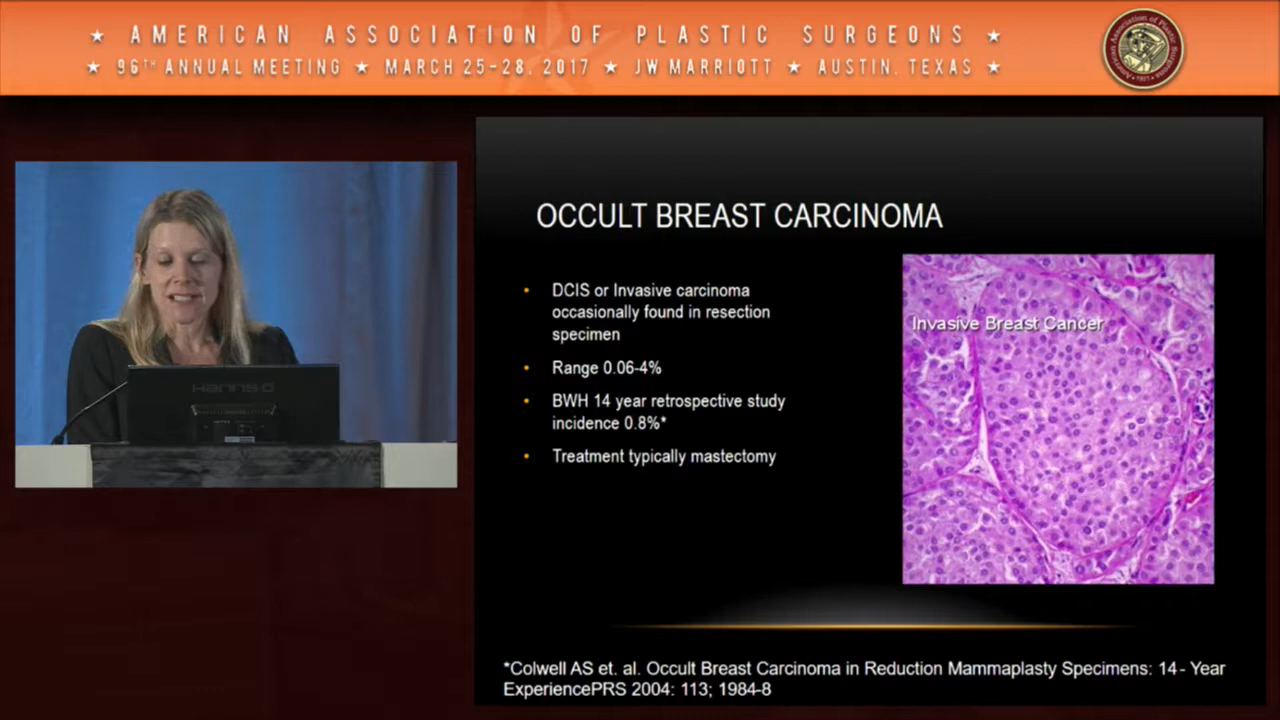 ★ AMERICAN ASSOCIATION OF PLASTIC SURGEONS ★
★ 96TH ANNUAL MEETING ★ MARCH 25-28, 2017 ★ JW MARRIOTT ★ AUSTIN, TEXAS ★
OCCULT BREAST CARCINOMA
• DCIS or Invasive carcinoma
occasionally found in resection
specimen
• Range 0.06-4%
• BWH 14 year retrospective study
incidence 0.8%*
• Treatment typically mastectomy
Invasive Breast Cancer
HANNS.G
*Colwell AS et. al. Occult Breast Carcinoma in Reduction Mammaplasty Specimens: 14 - Year
ExperiencePRS 2004: 113; 1984-8